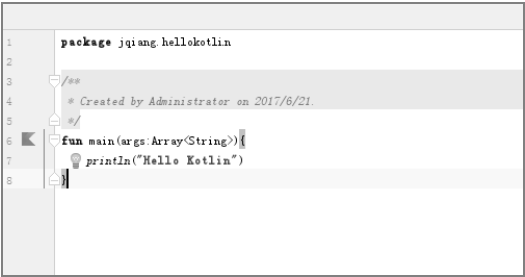 1 package jqiang.hellokotlin
2
3 /**
4 * Created by Administrator on 2017/6/21.
5 */
6 fun main(args:Array<String>){
7 println("Hello Kotlin")
8 }